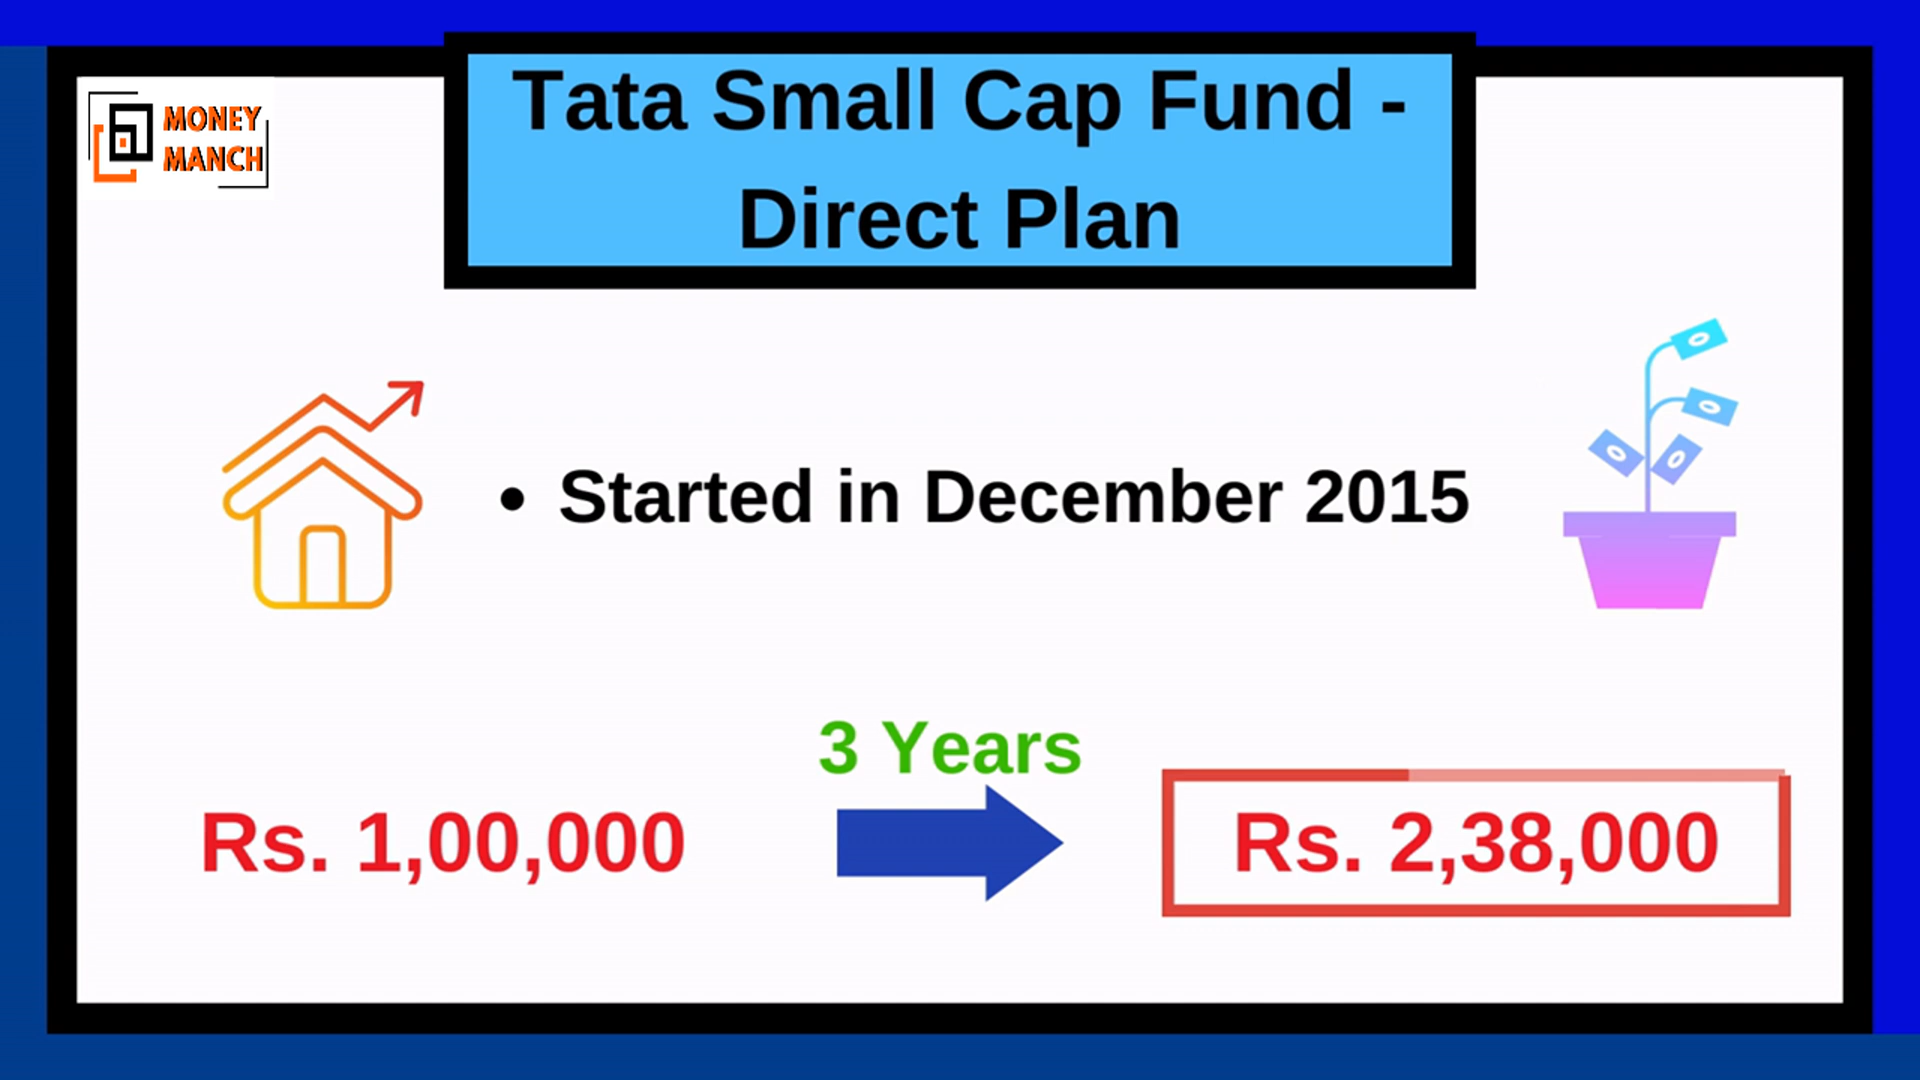 MONEY
MANCH
Tata Small Cap Fund -
Direct Plan
• Started in December 2015
3 Years
Rs. 1,00,000
Rs. 2,38,000